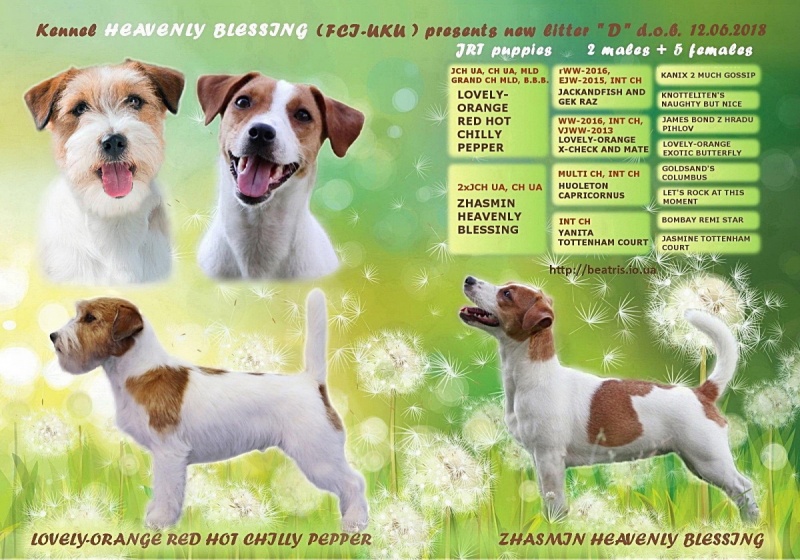 Kennel HEAVENLY BLESSING (FCI-UKU ) presents new litter "D" d.o.b. 12.06.2018
JRT puppies 2 males + 5 females
JCH UA, CH UA, MLD
GRAND CH MLD, B.B.B.
LOVELY-
ORANGE
RED HOT
CHILLY
PEPPER
2xJCH UA, CH UA
ZHASMIN
HEAVENLY
BLESSING
rWW-2016,
EJW-2015, INT CH
JACKANDFISH AND
GEK RAZ
WW-2016, INT CH,
VJWW-2013
LOVELY-ORANGE
X-CHECK AND MATE
MULTI CH, INT CH
HUOLETON
CAPRICORNUS
INT CH
YANITA
TOTTENHAM COURT
KANIX 2 MUCH GOSSIP
KNOTTELITEN'S
NAUGHTY BUT NICE
JAMES BOND Z HRADU
PIHLOV
LOVELY-ORANGE
EXOTIC BUTTERFLY
GOLDSAND'S
COLUMBUS
LET'S ROCK AT THIS
MOMENT
BOMBAY REMI STAR
JASMINE TOTTENHAM
COURT
http://beatris.io.ua
LOVELY-ORANGE RED HOT CHILLY PEPPER
ZHASMIN HEAVENLY BLESSING